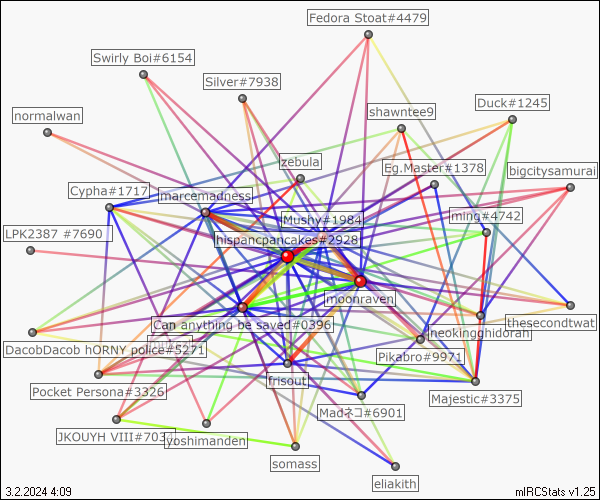 Fedora Stoat#4479
Swirly Boi#6154
Silver#7938
Duck#1245
normalwan
shawntee9
zebula
Eg.Master#1378
bigcitysamurai
Cypha#1717
marcemadness
ming#4742
Mushy#1984
LPK2387 #7690
hispancpancakes#2928
moonraven
Can anything be saved#0396
neokingghidorah
thesecondtwat
DacobDacob hORNY police#5271
Pikabro#9971
frisout
Pocket Persona#3326
Majestic#3375
Madネコ#6901
JKOUYH VIII#703
yoshimanden
somass
eliakith
3.2.2024 4:09
mIRCStats v1.25